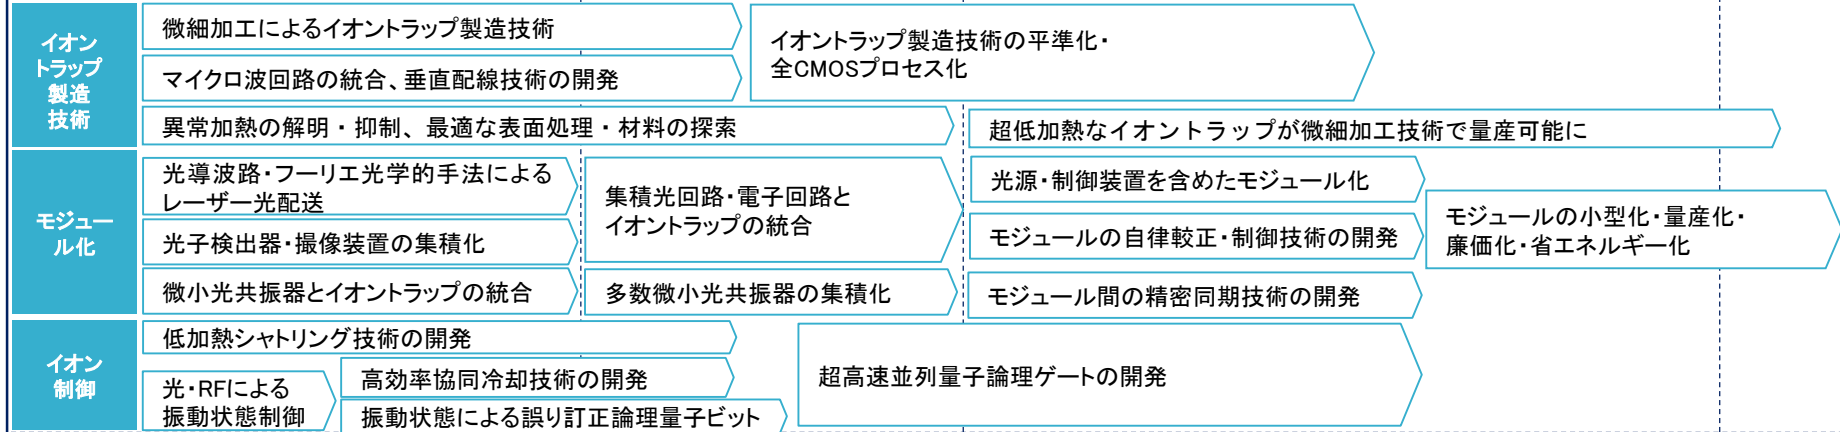 イオン
トラップ
製造
技術
微細加工によるイオントラップ製造技術
マイクロ波回路の統合、垂直配線技術の開発
イオントラップ製造技術の平準化・
全CMOSプロセス化
異常加熱の解明・抑制、最適な表面処理・材料の探索
超低加熱なイオントラップが微細加工技術で量産可能に
モジュー
ル化
光導波路・フーリエ光学的手法による
レーザー光配送
光子検出器・撮像装置の集積化
微小光共振器とイオントラップの統合
集積光回路・電子回路と
イオントラップの統合
多数微小光共振器の集積化
光源・制御装置を含めたモジュール化
モジュールの自律較正・制御技術の開発
モジュール間の精密同期技術の開発
モジュールの小型化・量産化・
廉価化・省エネルギー化
イオン
制御
低加熱シャトリング技術の開発
光・RFによる
振動状態制御
高効率協同冷却技術の開発
振動状態による誤り訂正論理量子ビット
超高速並列量子論理ゲートの開発